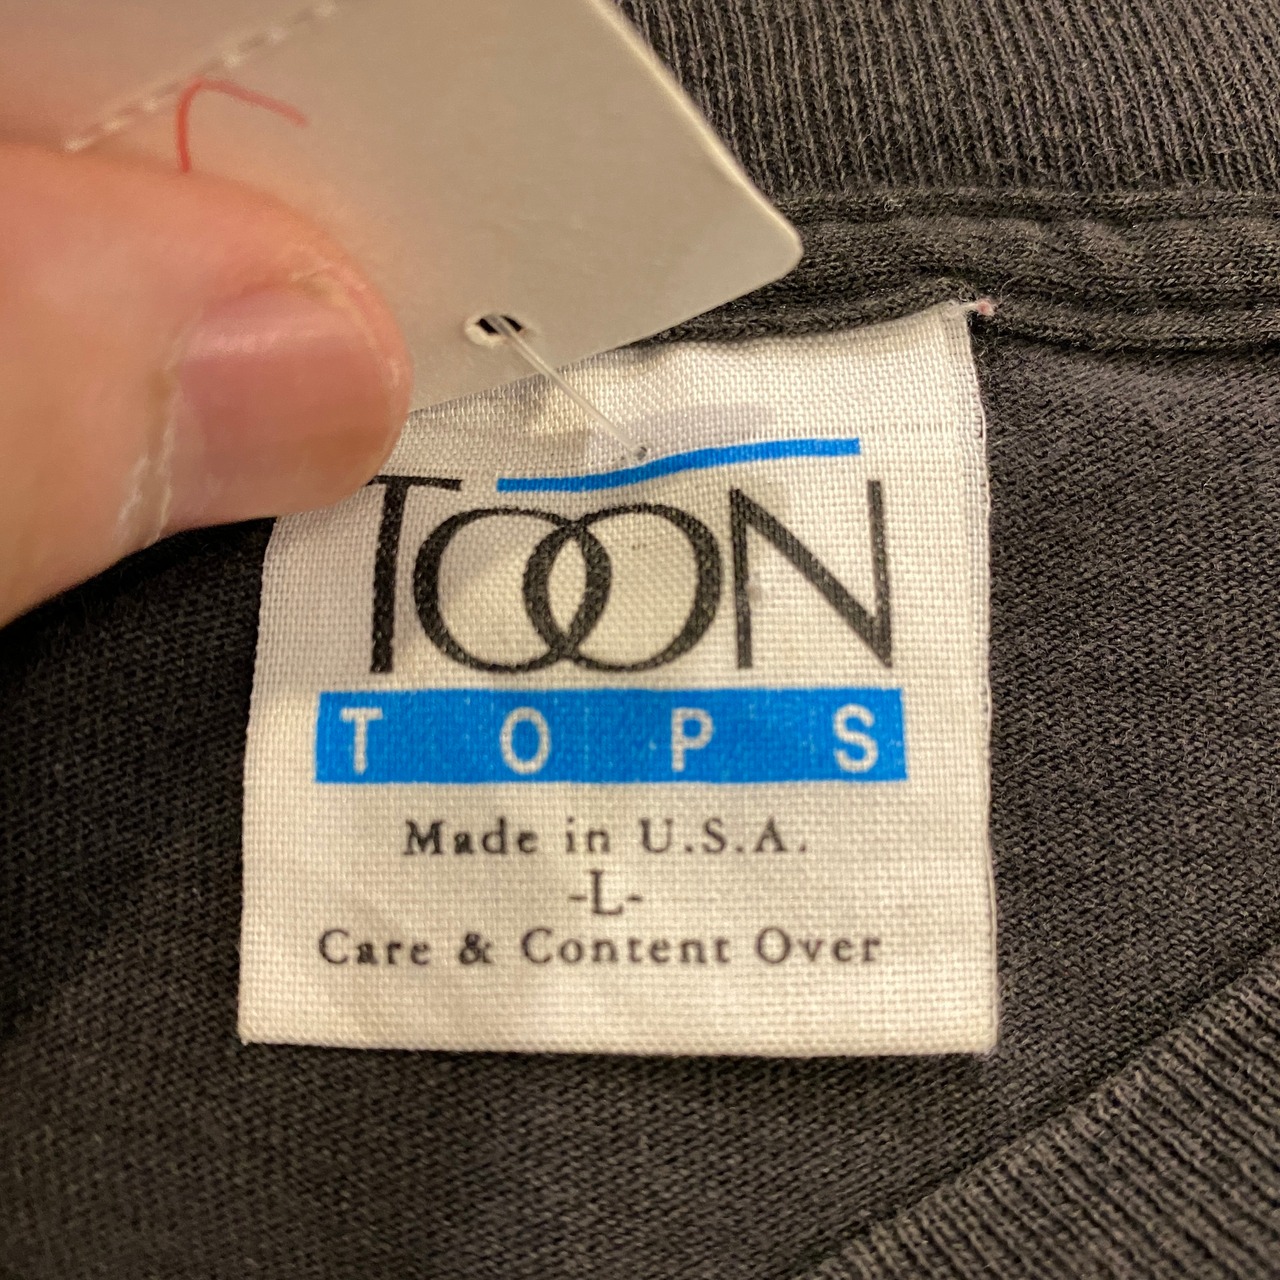 TOON
TOPS
Made in U.S.A.
-L-
Care & Content Over